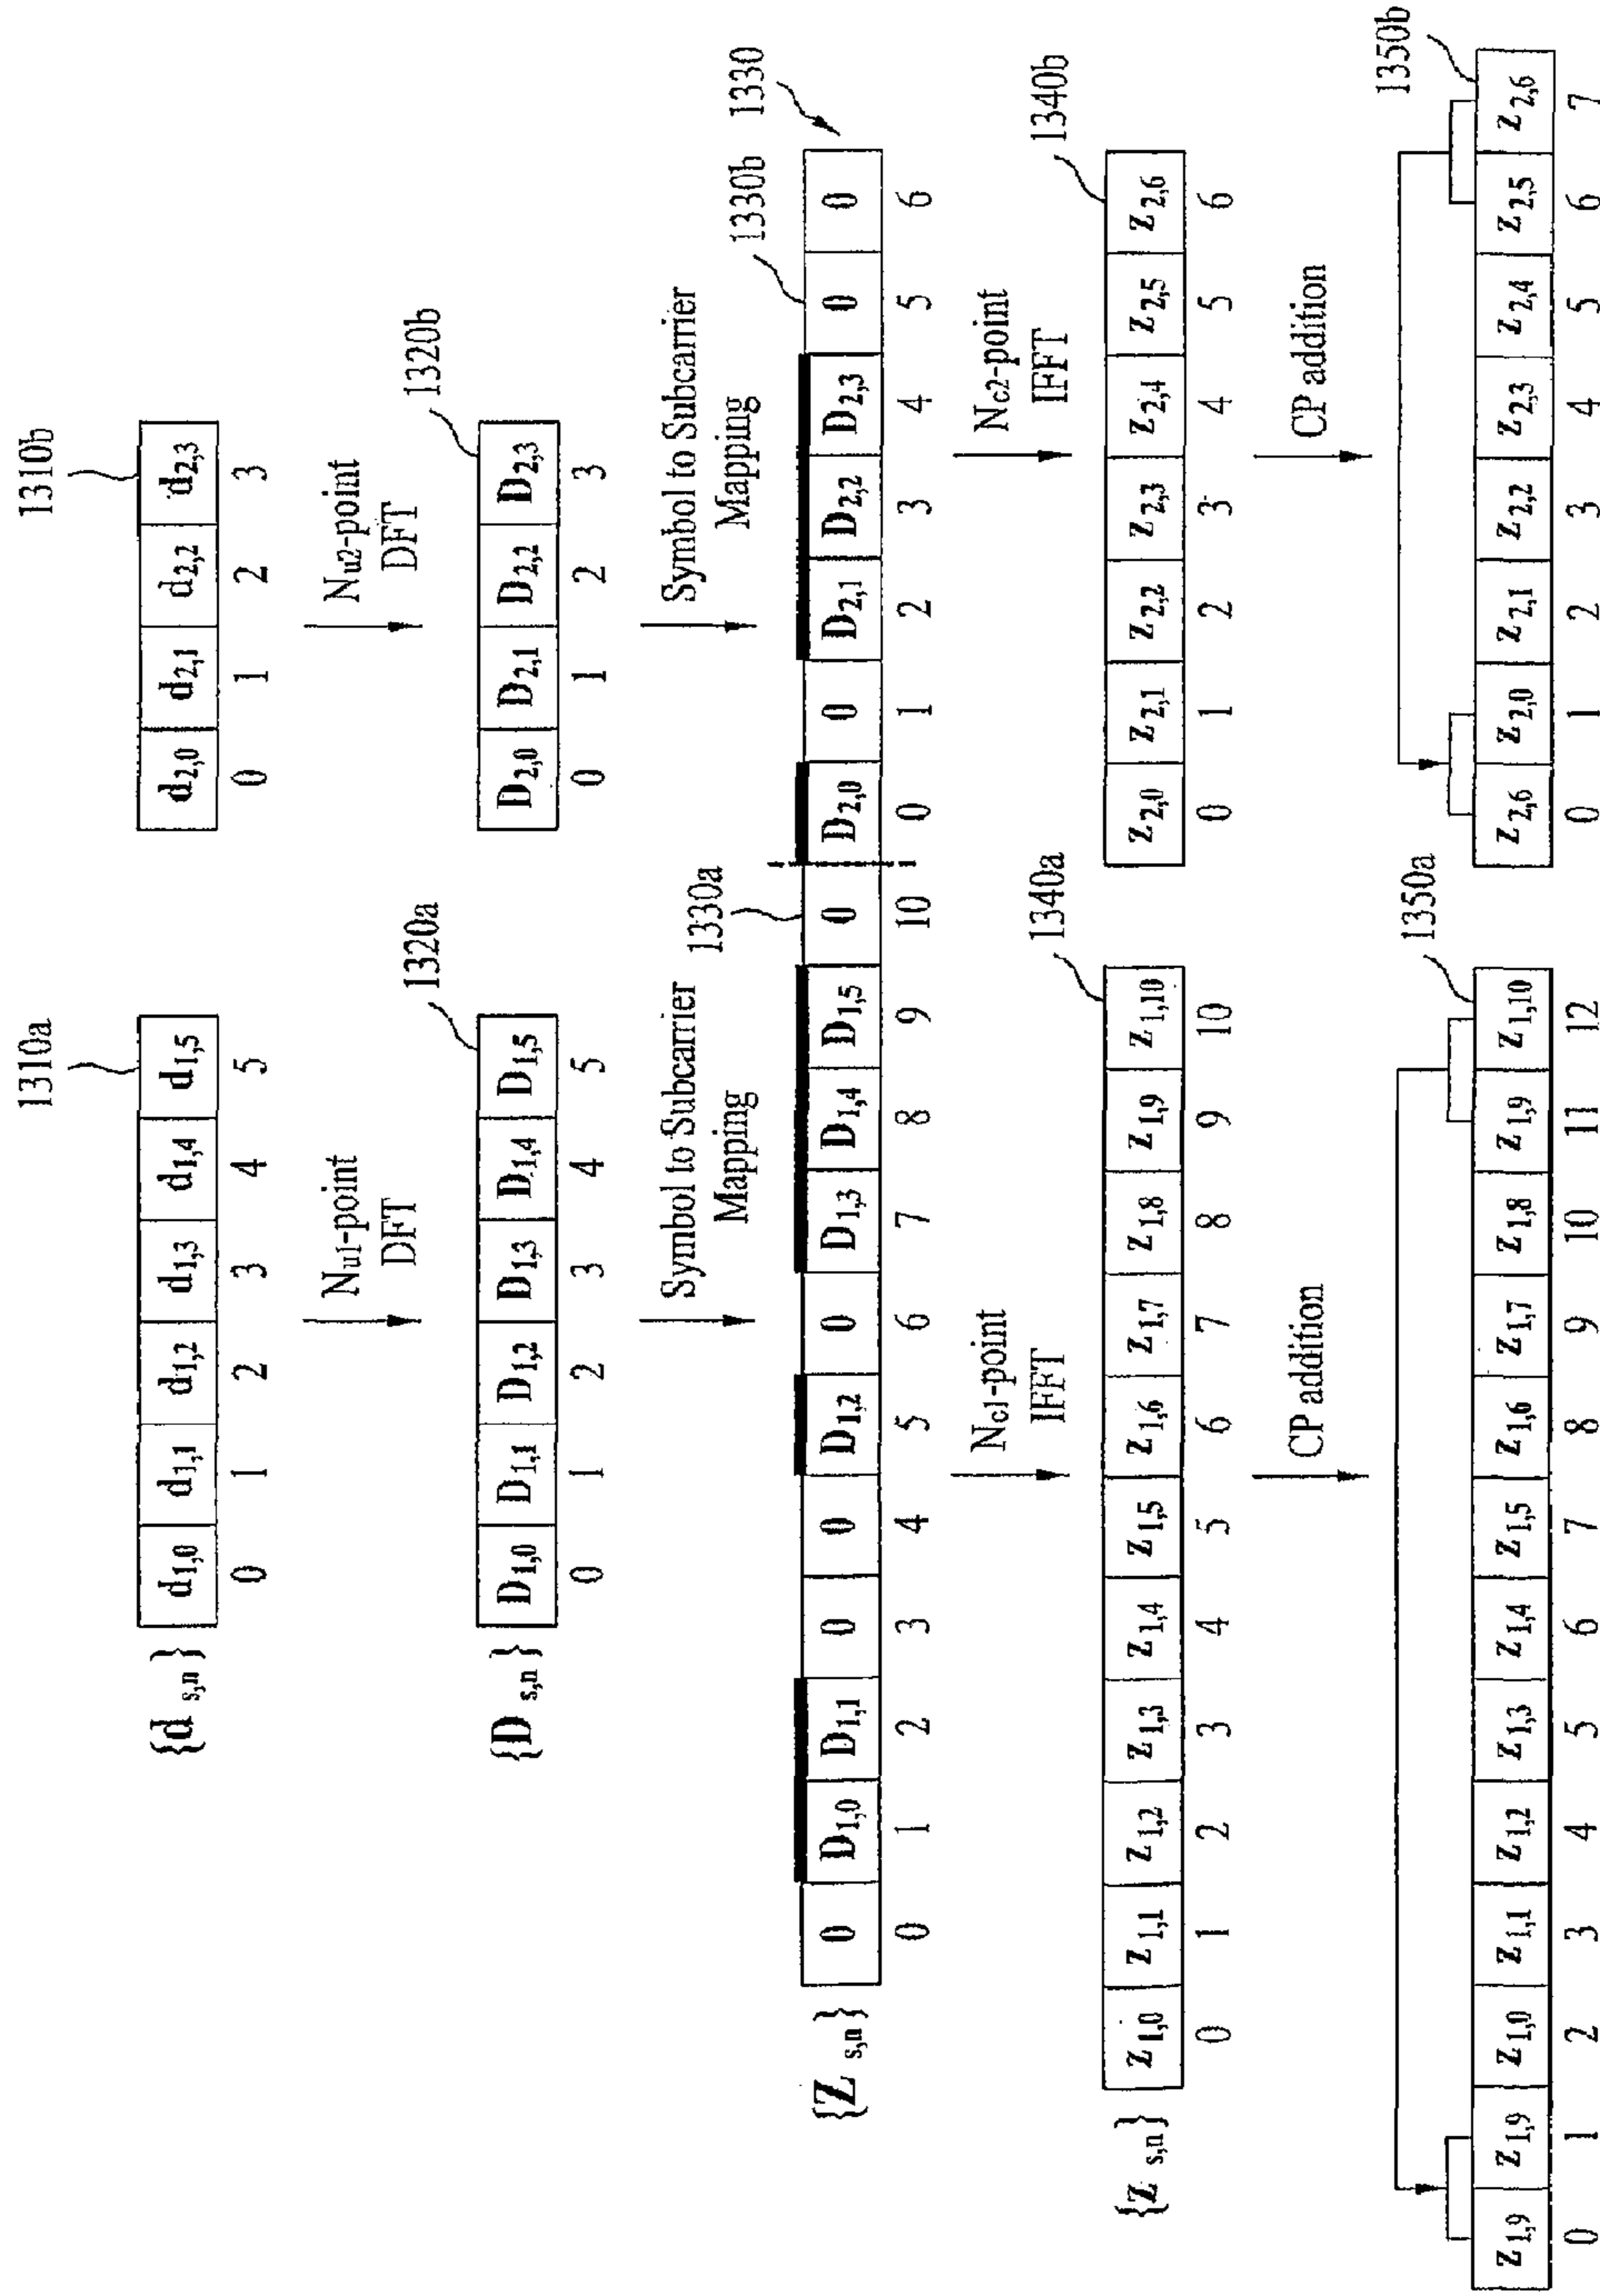 1310a
1310b
{d s,n}
d1,0 d1,1 d1,2 d1,3 d1,4 d1,5
d2,0 d2,1 d2,2 d2,3
0 1 2 3 4 5
0 1 2 3
Nu1-point
DFT
Nu2-point
DFT
1320a
1320b
{D s,n}
D1,0 D1,1 D1,2 D1,3 D1,4 D1,5
D2,0 D2,1 D2,2 D2,3
0 1 2 3 4 5
0 1 2 3
Symbol to Subcarrier
Mapping
Symbol to Subcarrier
Mapping
1330a
1330b
1330
{Z s,n}
0 D1,0 D1,1 0 0 D1,2 0 D1,3 D1,4 D1,5 0 D2,0 0 D2,1 D2,2 D2,3 0 0
0 1 2 3 4 5 6 7 8 9 10 0 1 2 3 4 5 6
Nc1-point
IFFT
Nc2-point
IFFT
1340a
1340b
{z s,n}
z1,0 z1,1 z1,2 z1,3 z1,4 z1,5 z1,6 z1,7 z1,8 z1,9 z1,10
z2,0 z2,1 z2,2 z2,3 z2,4 z2,5 z2,6
0 1 2 3 4 5 6 7 8 9 10
0 1 2 3 4 5 6
CP addition
CP addition
1350a
1350b
z1,9 z1,9 z1,0 z1,1 z1,2 z1,3 z1,4 z1,5 z1,6 z1,7 z1,8 z1,9 z1,10
z2,6 z2,0 z2,1 z2,2 z2,3 z2,4 z2,5 z2,6
0 1 2 3 4 5 6 7 8 9 10 11 12
0 1 2 3 4 5 6 7